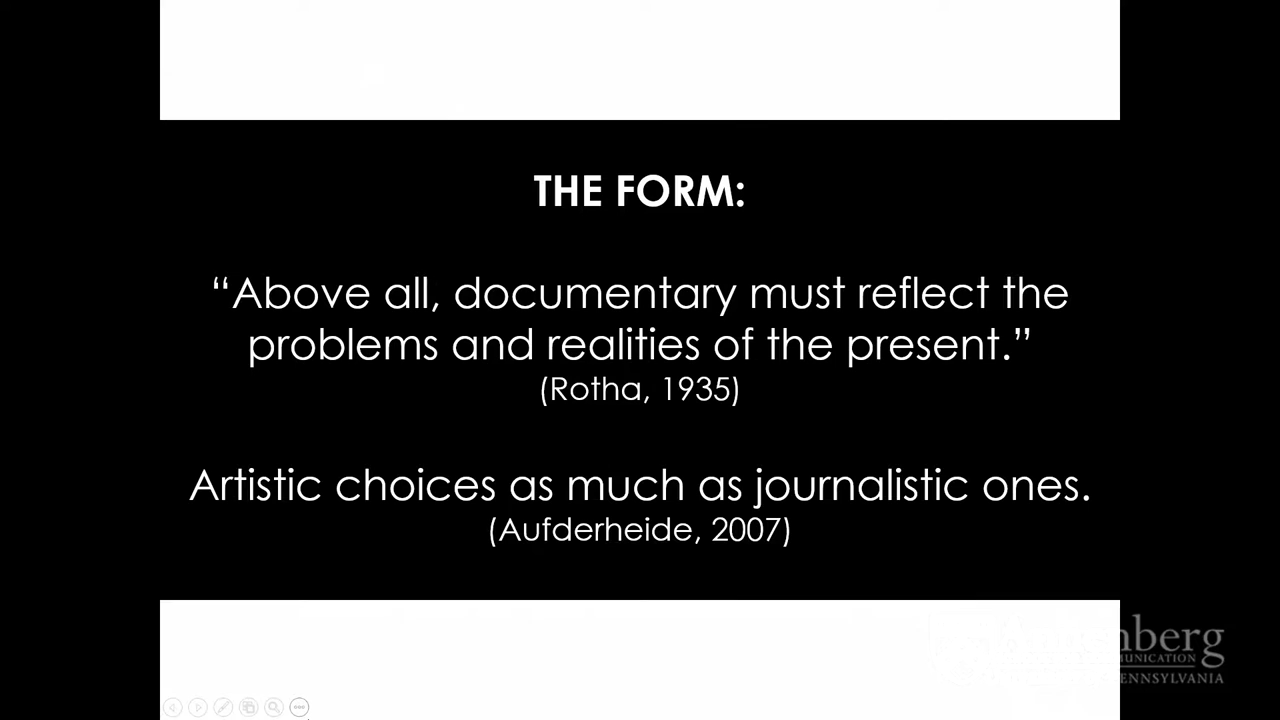 THE FORM:
“Above all, documentary must reflect the
problems and realities of the present.”
(Rotha, 1935)
Artistic choices as much as journalistic ones.
(Aufderheide, 2007)